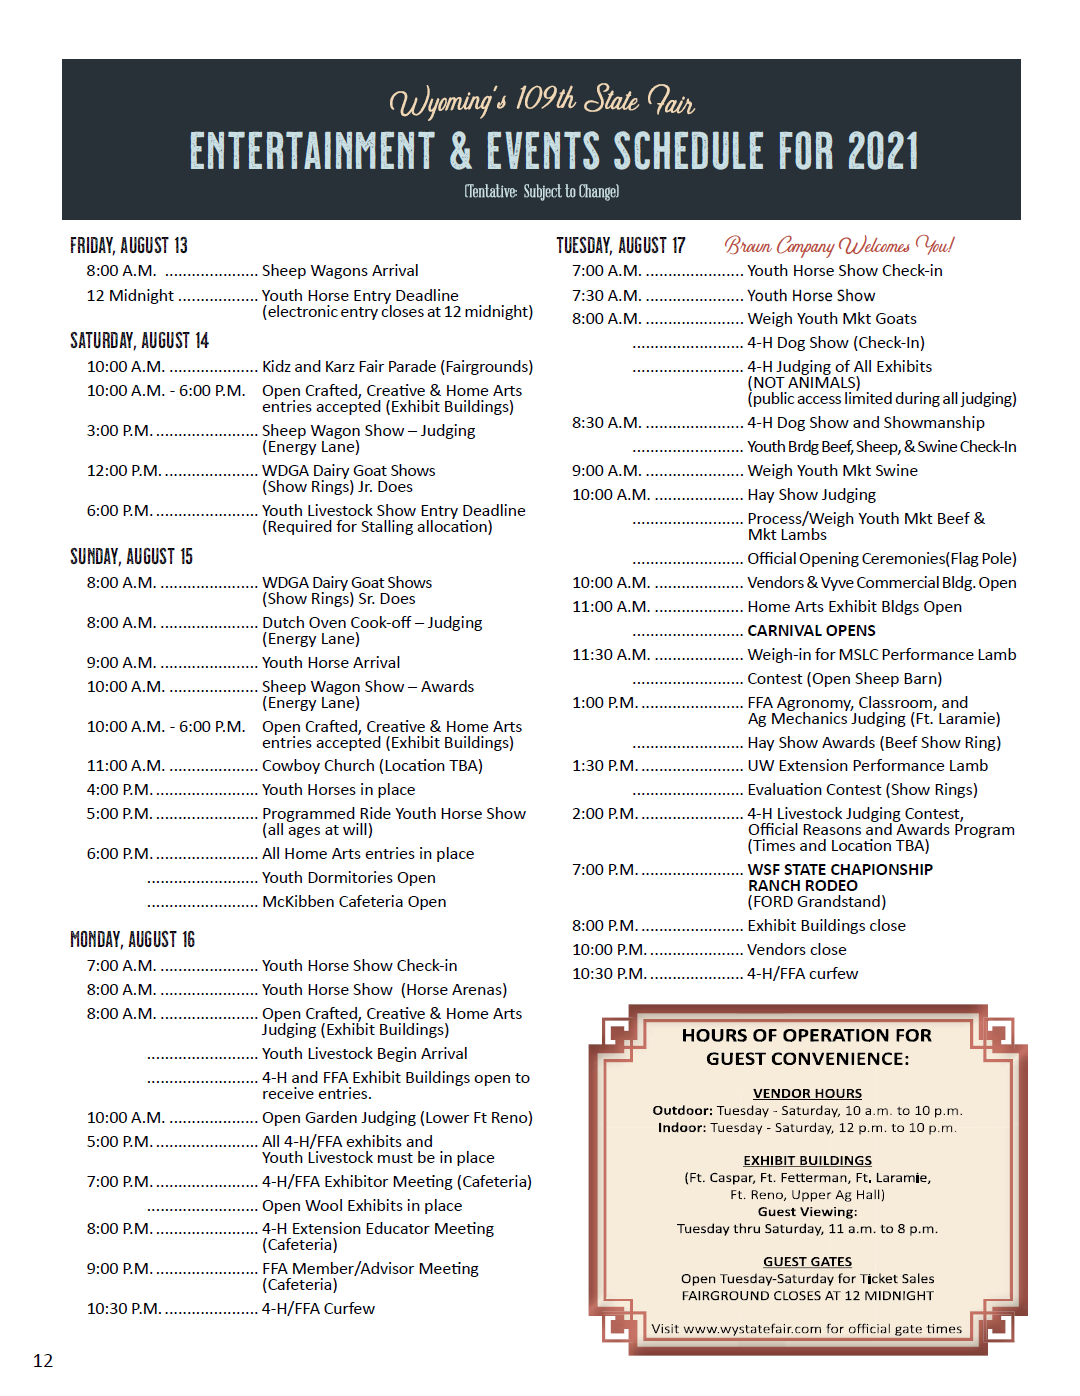 Wyoming's 109th State Fair
ENTERTAINMENT & EVENTS SCHEDULE FOR 2021
(Tentative: Subject to Change)
FRIDAY, AUGUST 13
8:00 A.M. ..................... Sheep Wagons Arrival
12 Midnight .................. Youth Horse Entry Deadline
(electronic entry closes at 12 midnight)
SATURDAY, AUGUST 14
10:00 A.M. .................... Kidz and Karz Fair Parade (Fairgrounds)
10:00 A.M. - 6:00 P.M. Open Crafted, Creative & Home Arts
entries accepted (Exhibit Buildings)
3:00 P.M. ....................... Sheep Wagon Show – Judging
(Energy Lane)
12:00 P.M. ..................... WDGA Dairy Goat Shows
(Show Rings) Jr. Does
6:00 P.M. ....................... Youth Livestock Show Entry Deadline
(Required for Stalling allocation)
SUNDAY, AUGUST 15
8:00 A.M. ...................... WDGA Dairy Goat Shows
(Show Rings) Sr. Does
8:00 A.M. ...................... Dutch Oven Cook-off – Judging
(Energy Lane)
9:00 A.M. ...................... Youth Horse Arrival
10:00 A.M. .................... Sheep Wagon Show – Awards
(Energy Lane)
10:00 A.M. - 6:00 P.M. Open Crafted, Creative & Home Arts
entries accepted (Exhibit Buildings)
11:00 A.M. .................... Cowboy Church (Location TBA)
4:00 P.M. ....................... Youth Horses in place
5:00 P.M. ....................... Programmed Ride Youth Horse Show
(all ages at will)
6:00 P.M. ....................... All Home Arts entries in place
......................... Youth Dormitories Open
......................... McKibben Cafeteria Open
MONDAY, AUGUST 16
7:00 A.M. ...................... Youth Horse Show Check-in
8:00 A.M. ...................... Youth Horse Show (Horse Arenas)
8:00 A.M. ...................... Open Crafted, Creative & Home Arts
Judging (Exhibit Buildings)
......................... Youth Livestock Begin Arrival
......................... 4-H and FFA Exhibit Buildings open to
receive entries.
10:00 A.M. .................... Open Garden Judging (Lower Ft Reno)
5:00 P.M. ....................... All 4-H/FFA exhibits and
Youth Livestock must be in place
7:00 P.M. ....................... 4-H/FFA Exhibitor Meeting (Cafeteria)
......................... Open Wool Exhibits in place
8:00 P.M. ....................... 4-H Extension Educator Meeting
(Cafeteria)
9:00 P.M. ....................... FFA Member/Advisor Meeting
(Cafeteria)
10:30 P.M. ..................... 4-H/FFA Curfew
TUESDAY, AUGUST 17 Brown Company Welcomes You!
7:00 A.M. ...................... Youth Horse Show Check-in
7:30 A.M. ...................... Youth Horse Show
8:00 A.M. ...................... Weigh Youth Mkt Goats
......................... 4-H Dog Show (Check-In)
......................... 4-H Judging of All Exhibits
(NOT ANIMALS)
(public access limited during all judging)
8:30 A.M. ...................... 4-H Dog Show and Showmanship
......................... Youth Brdg Beef, Sheep, & Swine Check-In
9:00 A.M. ...................... Weigh Youth Mkt Swine
10:00 A.M. .................... Hay Show Judging
......................... Process/Weigh Youth Mkt Beef &
Mkt Lambs
......................... Official Opening Ceremonies(Flag Pole)
10:00 A.M. .................... Vendors & Vyve Commercial Bldg. Open
11:00 A.M. .................... Home Arts Exhibit Bldgs Open
......................... CARNIVAL OPENS
11:30 A.M. .................... Weigh-in for MSLC Performance Lamb
......................... Contest (Open Sheep Barn)
1:00 P.M. ....................... FFA Agronomy, Classroom, and
Ag Mechanics Judging (Ft. Laramie)
......................... Hay Show Awards (Beef Show Ring)
1:30 P.M. ....................... UW Extension Performance Lamb
......................... Evaluation Contest (Show Rings)
2:00 P.M. ....................... 4-H Livestock Judging Contest,
Official Reasons and Awards Program
(Times and Location TBA)
7:00 P.M. ....................... WSF STATE CHAPIONSHIP
RANCH RODEO
(FORD Grandstand)
8:00 P.M. ....................... Exhibit Buildings close
10:00 P.M. ..................... Vendors close
10:30 P.M. ..................... 4-H/FFA curfew
HOURS OF OPERATION FOR
GUEST CONVENIENCE:
VENDOR HOURS
Outdoor: Tuesday - Saturday, 10 a.m. to 10 p.m.
Indoor: Tuesday - Saturday, 12 p.m. to 10 p.m.
EXHIBIT BUILDINGS
(Ft. Caspar, Ft. Fetterman, Ft. Laramie,
Ft. Reno, Upper Ag Hall)
Guest Viewing:
Tuesday thru Saturday, 11 a.m. to 8 p.m.
GUEST GATES
Open Tuesday-Saturday for Ticket Sales
FAIRGROUND CLOSES AT 12 MIDNIGHT
Visit www.wystatefair.com for official gate times
12